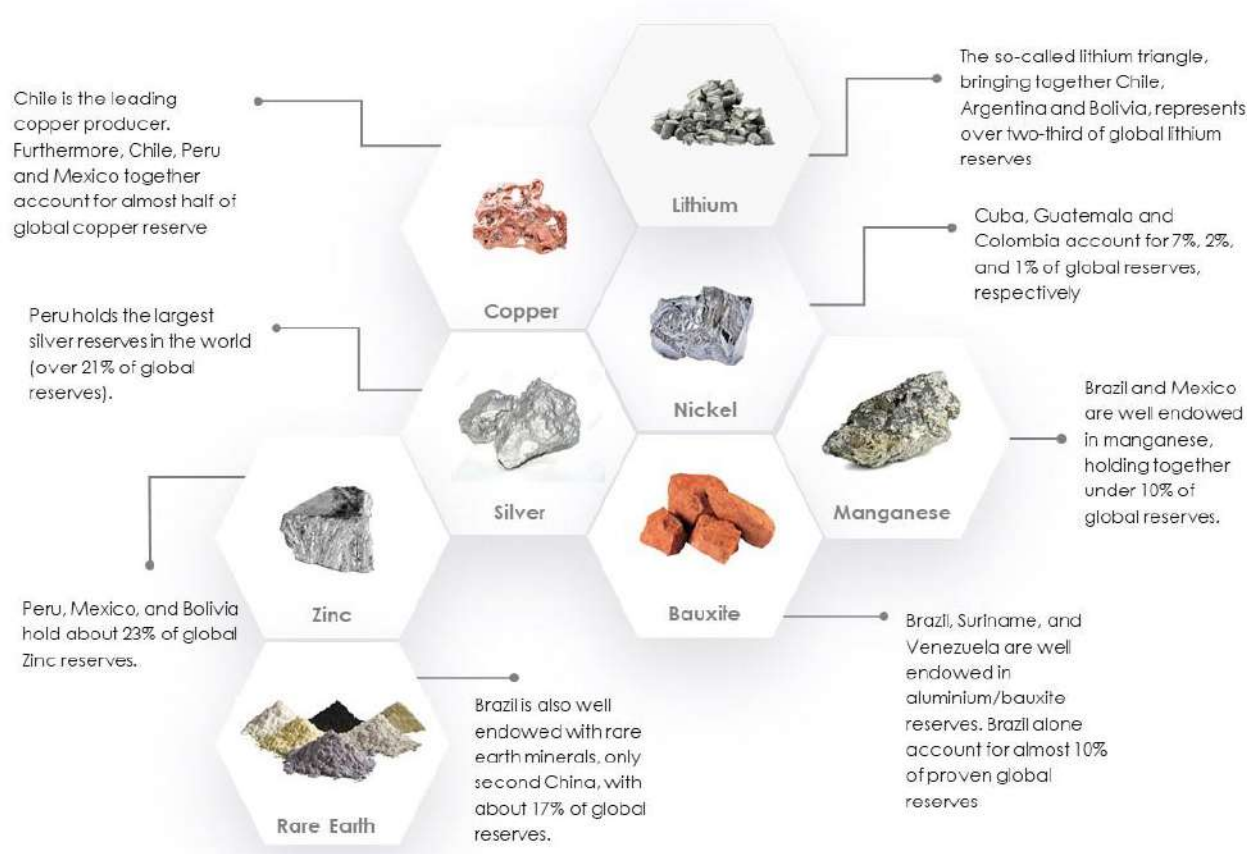 Chile is the leading
copper producer.
Furthermore, Chile, Peru
and Mexico together
account for almost half of
global copper reserve
Copper
The so-called lithium triangle,
bringing together Chile,
Argentina and Bolivia, represents
over two-third of global lithium
reserves
Lithium
Cuba, Guatemala and
Colombia account for 7%, 2%,
and 1% of global reserves,
respectively
Nickel
Peru holds the largest
silver reserves in the world
(over 21% of global
reserves).
Silver
Brazil and Mexico
are well endowed
in manganese,
holding together
under 10% of
global reserves.
Manganese
Peru, Mexico, and Bolivia
hold about 23% of global
Zinc reserves.
Zinc
Brazil, Suriname, and
Venezuela are well
endowed in
aluminium/bauxite
reserves. Brazil alone
account for almost 10%
of proven global
reserves
Bauxite
Brazil is also well
endowed with rare
earth minerals, only
second China, with
about 17% of global
reserves.
Rare Earth